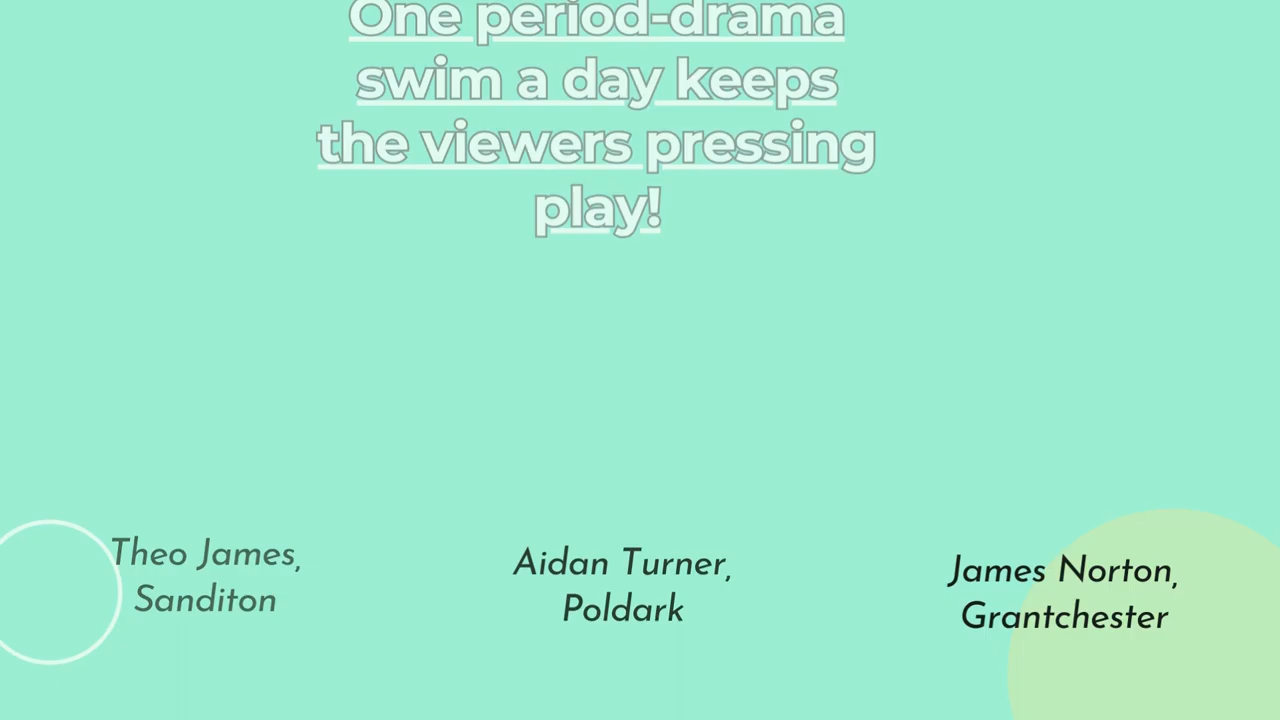 One period-drama
swim a day keeps
the viewers pressing
play!
Theo James,
Sanditon
Aidan Turner,
Poldark
James Norton,
Grantchester